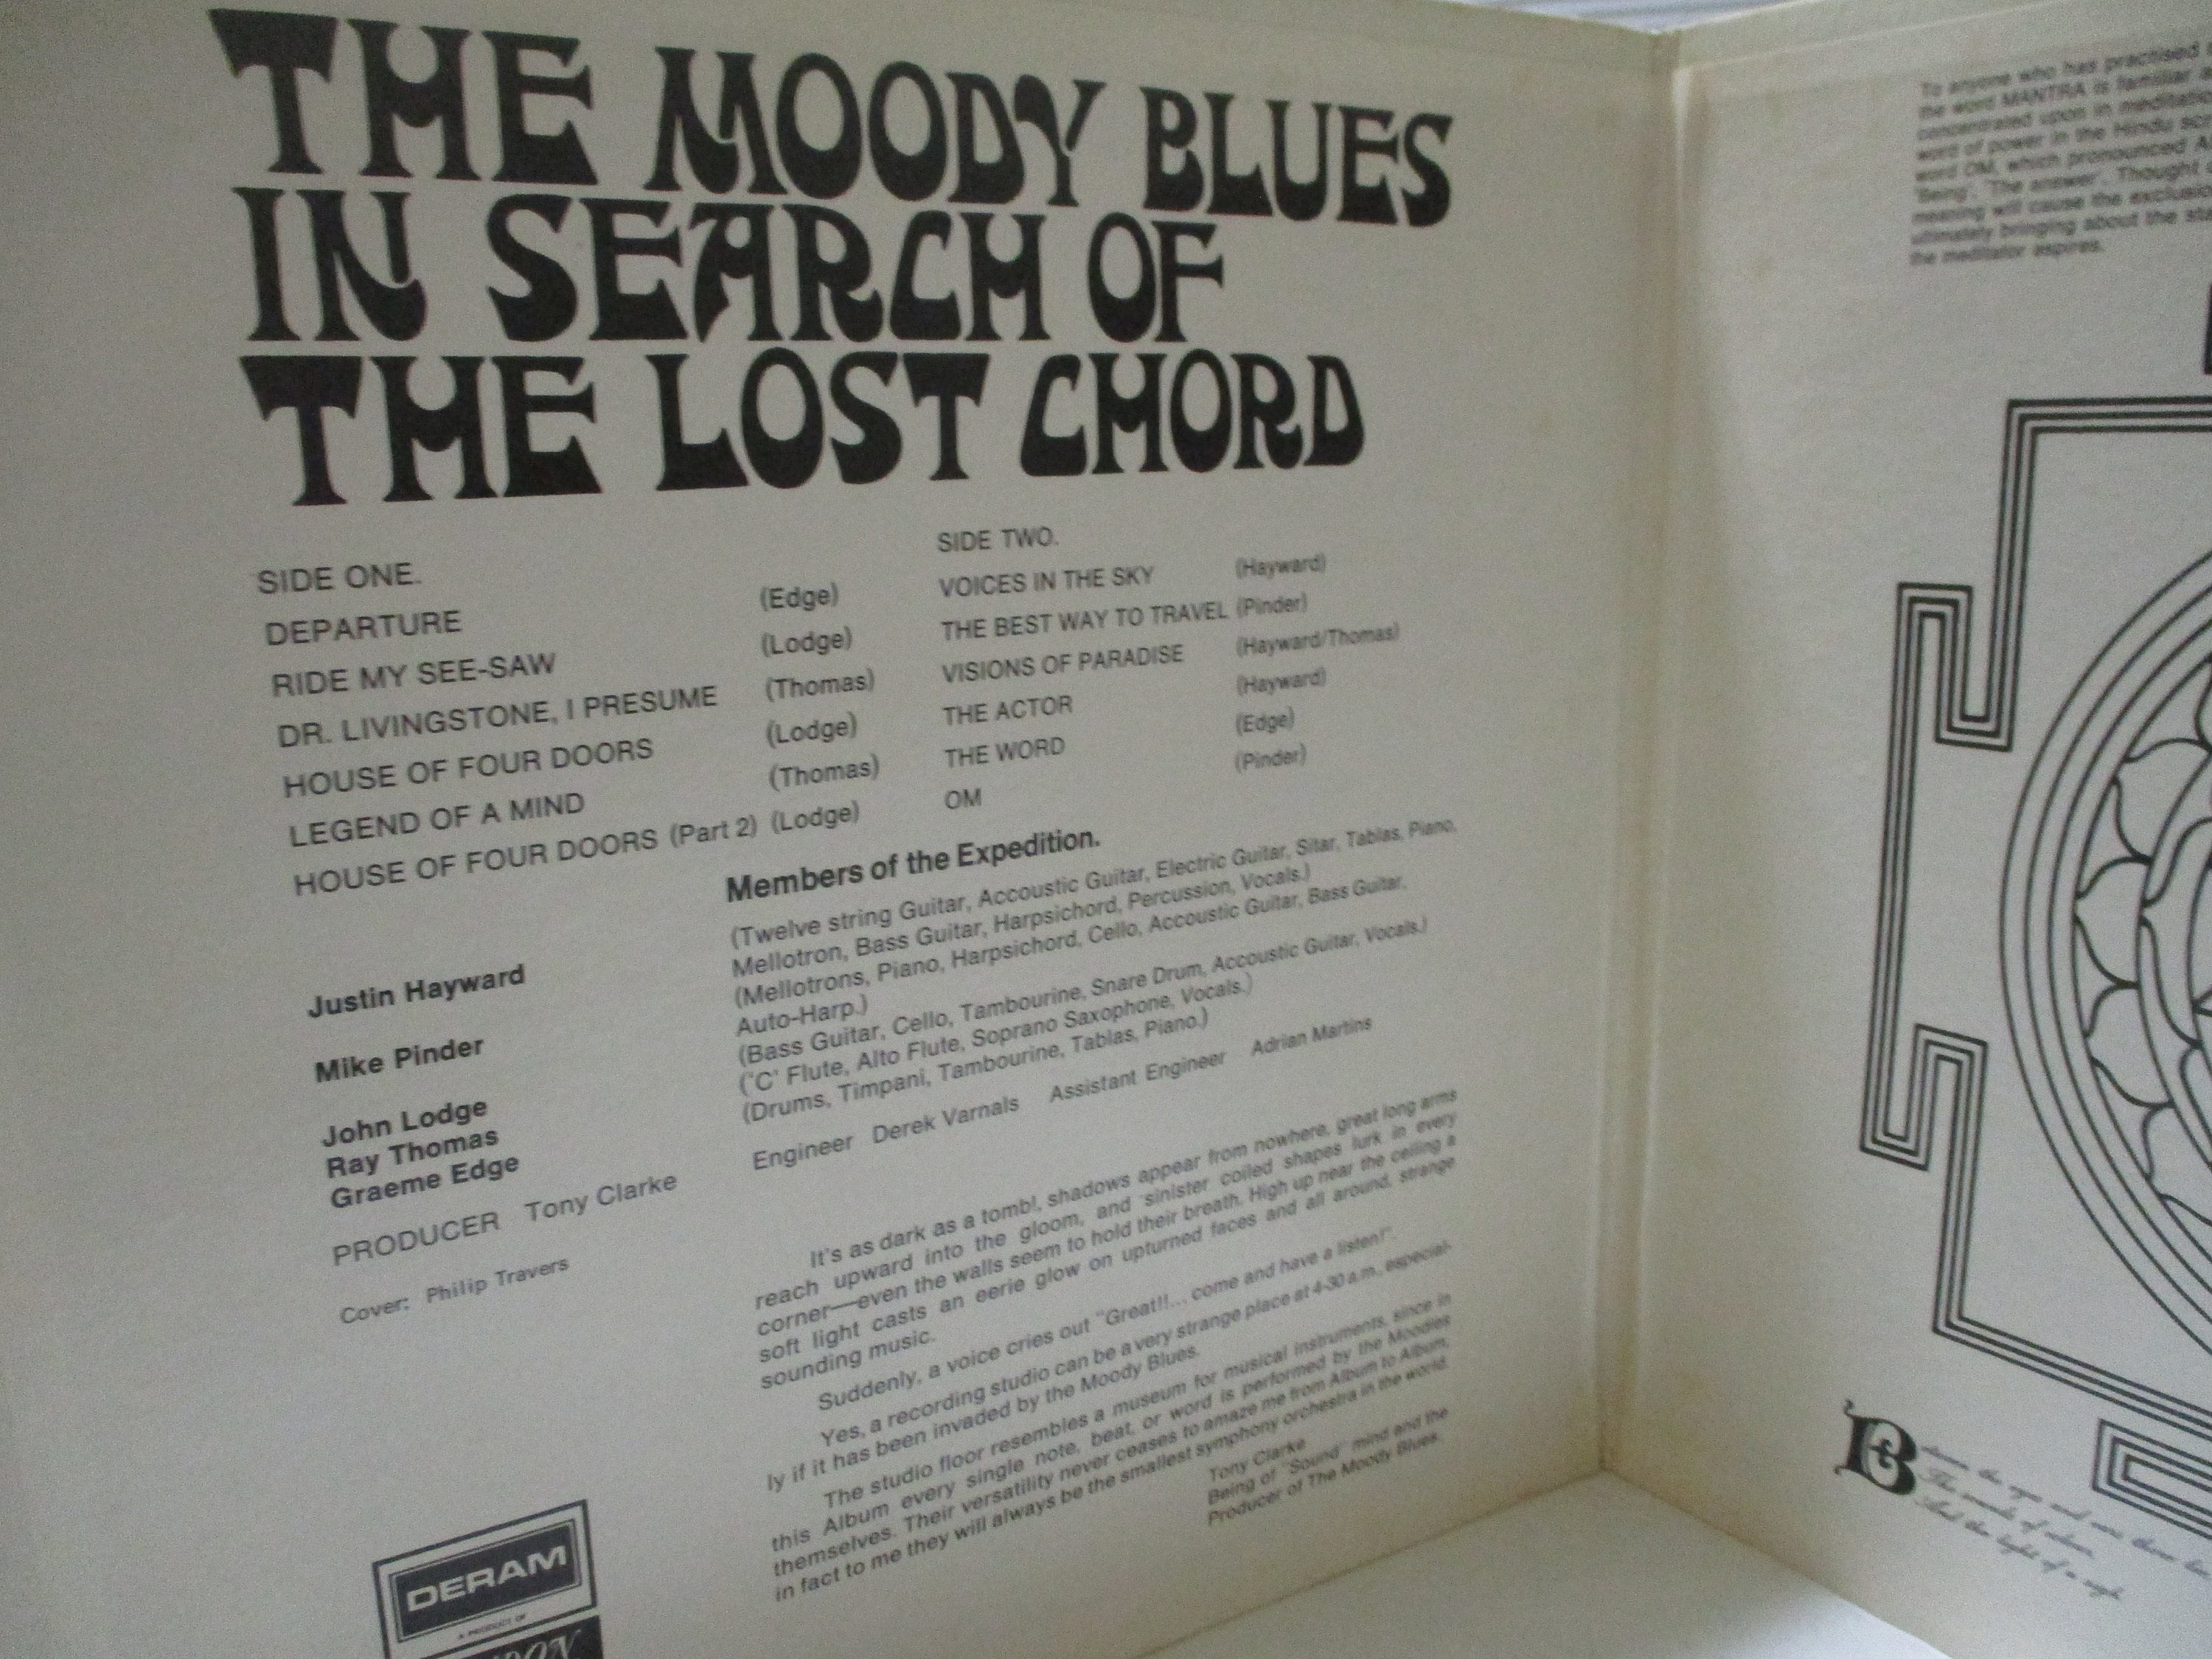 THE MOODY BLUES
IN SEARCH OF
THE LOST CHORD
SIDE ONE.
DEPARTURE (Edge)
RIDE MY SEE-SAW (Lodge)
DR. LIVINGSTONE, I PRESUME (Thomas)
HOUSE OF FOUR DOORS (Lodge)
LEGEND OF A MIND (Thomas)
HOUSE OF FOUR DOORS (Part 2) (Lodge)
SIDE TWO.
VOICES IN THE SKY (Hayward)
THE BEST WAY TO TRAVEL (Pinder)
VISIONS OF PARADISE (Hayward/Thomas)
THE ACTOR (Hayward)
THE WORD (Edge)
OM (Pinder)
Members of the Expedition.
Justin Hayward (Twelve string Guitar, Accoustic Guitar, Electric Guitar, Sitar, Tablas, Piano,
Mellotron, Bass Guitar, Harpsichord, Percussion, Vocals.)
Mike Pinder (Mellotrons, Piano, Harpsichord, Cello, Accoustic Guitar, Bass Guitar,
Auto-Harp.)
John Lodge (Bass Guitar, Cello, Tambourine, Snare Drum, Accoustic Guitar, Vocals.)
Ray Thomas ('C' Flute, Alto Flute, Soprano Saxophone, Vocals.)
Graeme Edge (Drums, Timpani, Tambourine, Tablas, Piano.)
PRODUCER Tony Clarke Engineer Derek Varnals Assistant Engineer Adrian Martins
Cover: Philip Travers
It's as dark as a tomb!, shadows appear from nowhere, great long arms
reach upward into the gloom, and sinister coiled shapes lurk in every
corner—even the walls seem to hold their breath. High up near the ceiling a
soft light casts an eerie glow on upturned faces and all around, strange
sounding music.
Suddenly, a voice cries out "Great!!... come and have a listen!".
Yes, a recording studio can be a very strange place at 4-30 a.m., especial-
ly if it has been invaded by the Moody Blues.
The studio floor resembles a museum for musical instruments, since in
this Album every single note, beat, or word is performed by the Moodies
themselves. Their versatility never ceases to amaze me from Album to Album,
in fact to me they will always be the smallest symphony orchestra in the world.
Tony Clarke
Being of "Sound" mind and the
Producer of The Moody Blues.
DERAM
A PRODUCT OF
To anyone who has practised
the word MANTRA is familiar
concentrated upon in meditation
word of power in the Hindu
word OM, which pronounced
'Being', 'The answer'. Thought
meaning will cause the
ultimately bringing about the
the meditator aspires.